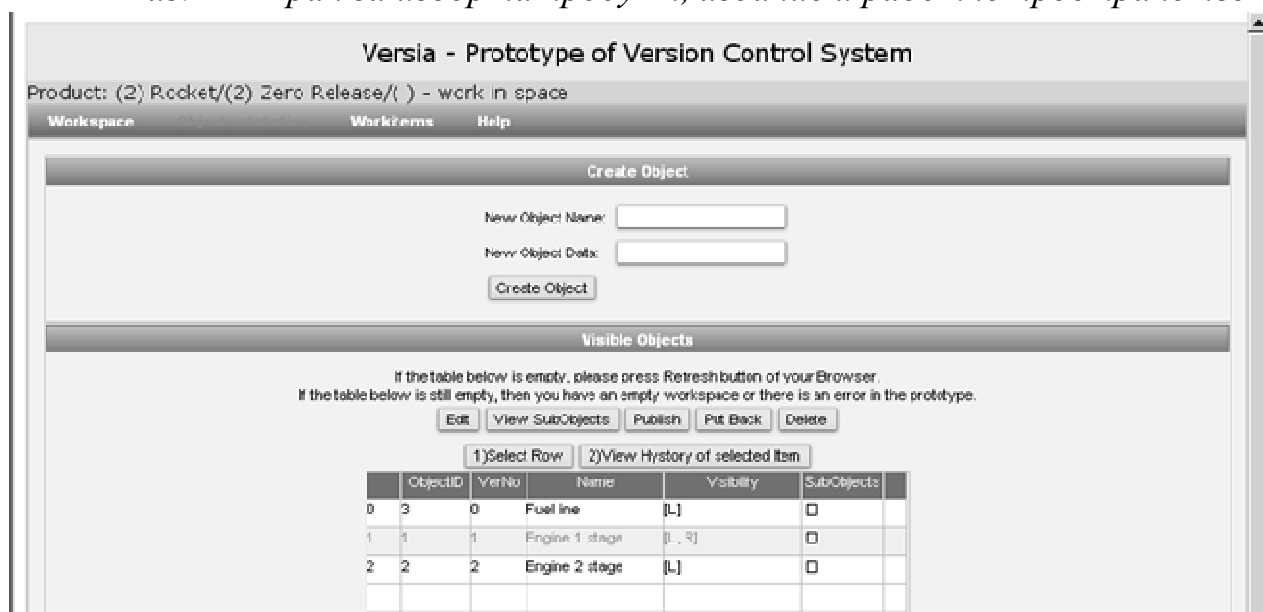 Versia - Prototype of Version Control System
Product: (2) Rocket/(2) Zero Release/( ) - work in space
Workspace Workitems Help
Create Object
New Object Name:
New Object Data:
Create Object
Visible Objects
If the table below is empty, please press Refresh button of your Browser.
If the table below is still empty, then you have an empty workspace or there is an error in the prototype.
Edit View SubObjects Publish Put Back Delete
1)Select Row 2)View Hystory of selected Item
ObjectID VerNo Name Visibility SubObjects
0 3 0 Fuel line [L]
1 1 1 Engine 1 stage [L, R]
2 2 2 Engine 2 stage [L]